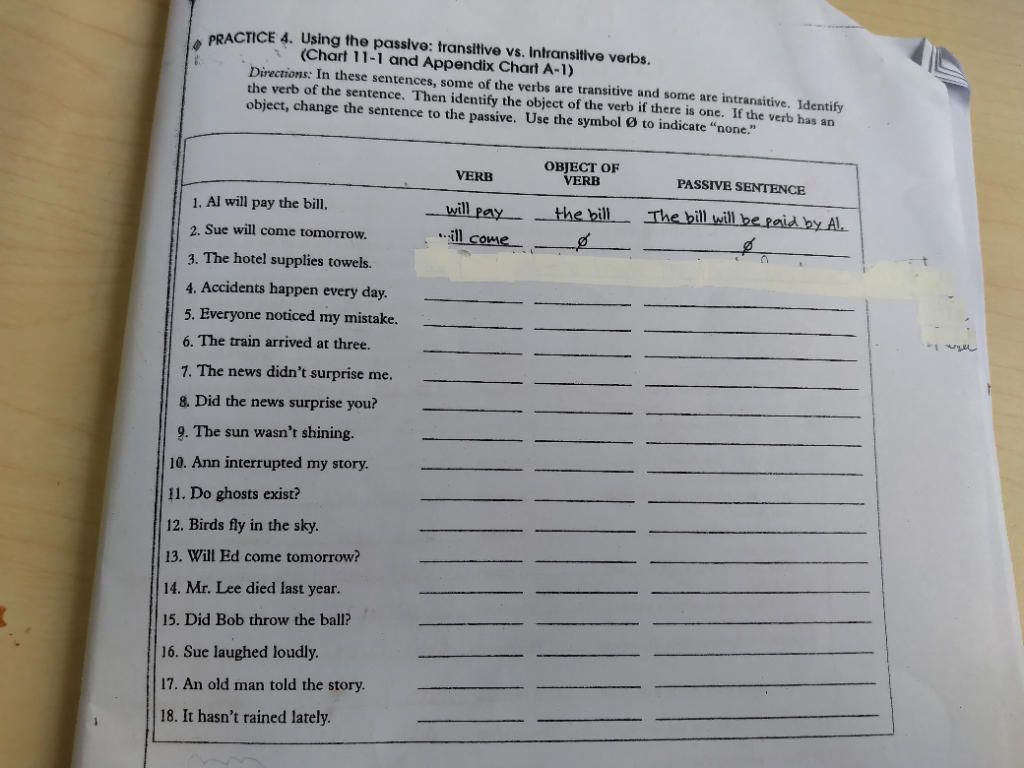 PRACTICE 4. Using the passive: transitive vs. intransitive verbs.
(Chart 11-1 and Appendix Chart A-1)
Directions: In these sentences, some of the verbs are transitive and some are intransitive. Identify
the verb of the sentence. Then identify the object of the verb if there is one. If the verb has an
object, change the sentence to the passive. Use the symbol Ø to indicate "none."
VERB OBJECT OF VERB PASSIVE SENTENCE
1. Al will pay the bill. will pay the bill The bill will be paid by Al.
2. Sue will come tomorrow. will come Ø Ø
3. The hotel supplies towels.
4. Accidents happen every day.
5. Everyone noticed my mistake.
6. The train arrived at three.
7. The news didn't surprise me.
8. Did the news surprise you?
9. The sun wasn't shining.
10. Ann interrupted my story.
11. Do ghosts exist?
12. Birds fly in the sky.
13. Will Ed come tomorrow?
14. Mr. Lee died last year.
15. Did Bob throw the ball?
16. Sue laughed loudly.
17. An old man told the story.
18. It hasn't rained lately.